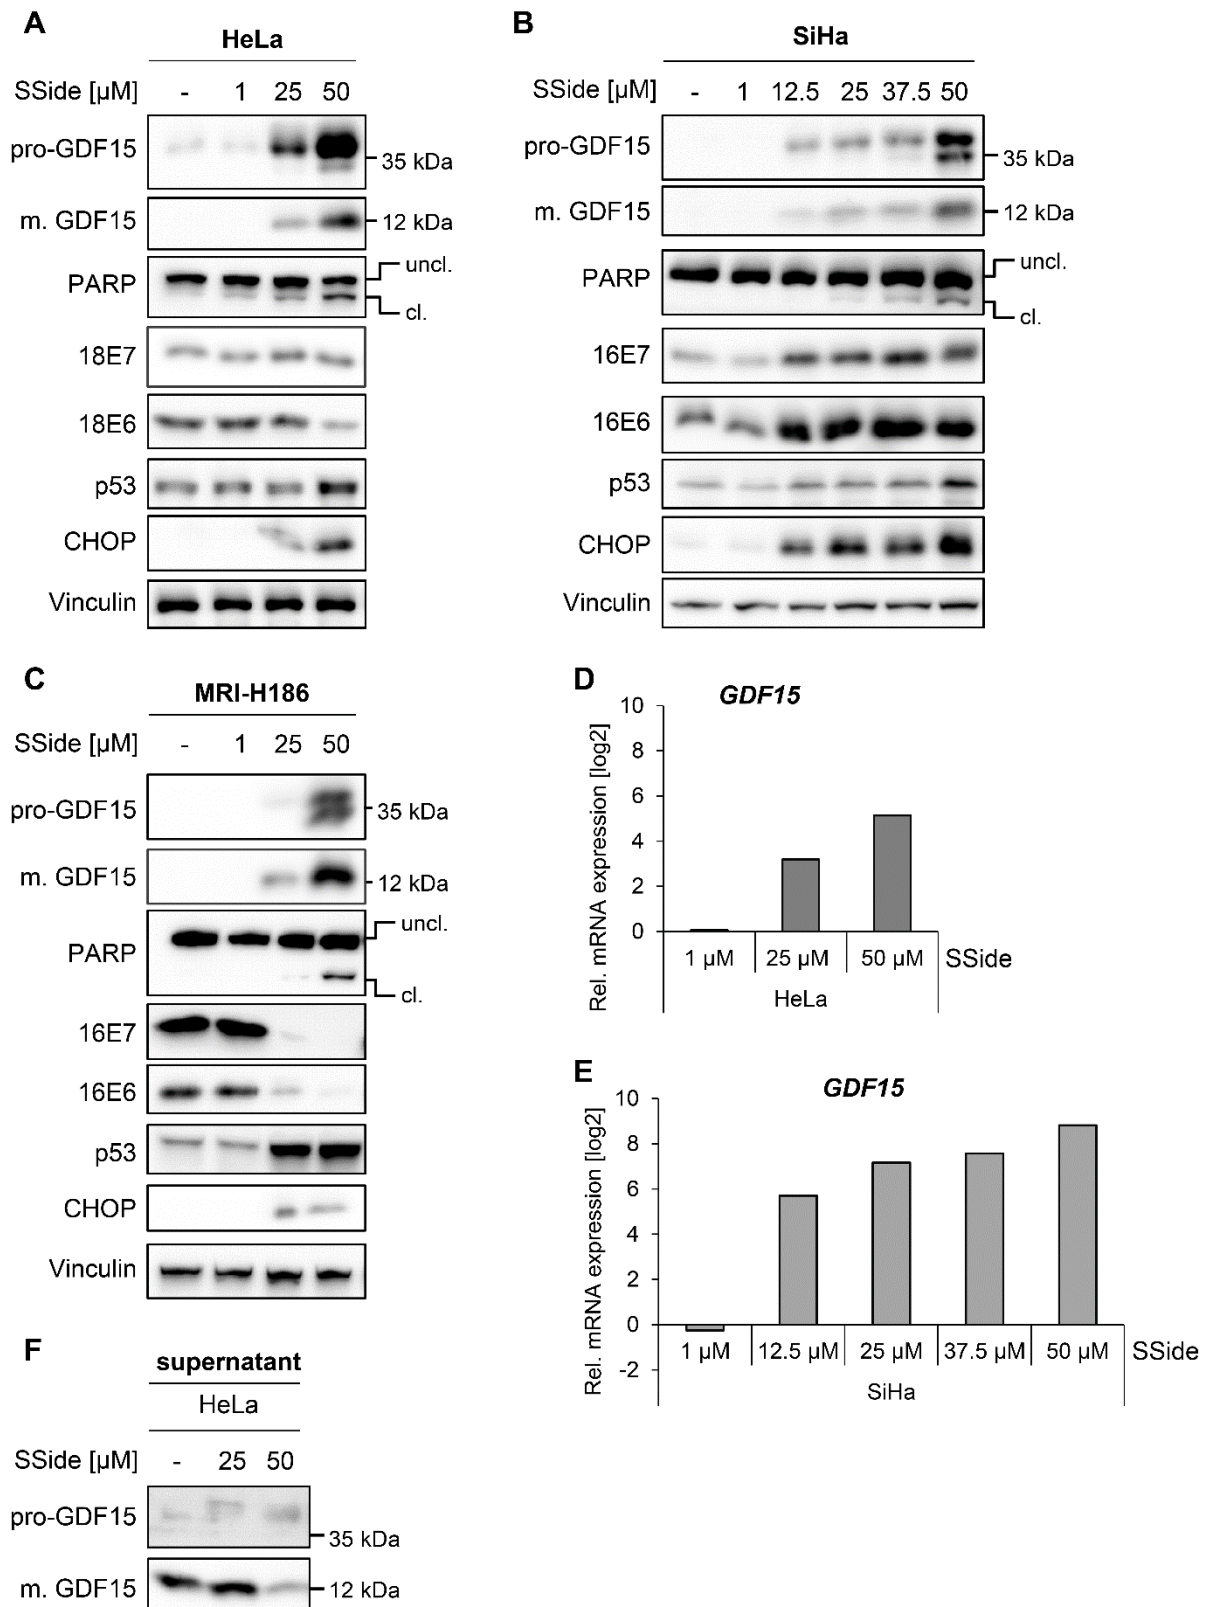 A
HeLa
SSide [µM] - 1 25 50
pro-GDF15
35 kDa
m. GDF15
12 kDa
PARP
uncl.
cl.
18E7
18E6
p53
CHOP
Vinculin
B
SiHa
SSide [µM] - 1 12.5 25 37.5 50
pro-GDF15
35 kDa
m. GDF15
12 kDa
PARP
uncl.
cl.
16E7
16E6
p53
CHOP
Vinculin
C
MRI-H186
SSide [µM] - 1 25 50
pro-GDF15
35 kDa
m. GDF15
12 kDa
PARP
uncl.
cl.
16E7
16E6
p53
CHOP
Vinculin
D
GDF15
Rel. mRNA expression [log2]
10
8
6
4
2
0
1 µM 25 µM 50 µM SSide
HeLa
E
GDF15
Rel. mRNA expression [log2]
10
8
6
4
2
0
-2
1 µM 12.5 µM 25 µM 37.5 µM 50 µM SSide
SiHa
F
supernatant
HeLa
SSide [µM] - 25 50
pro-GDF15
35 kDa
m. GDF15
12 kDa